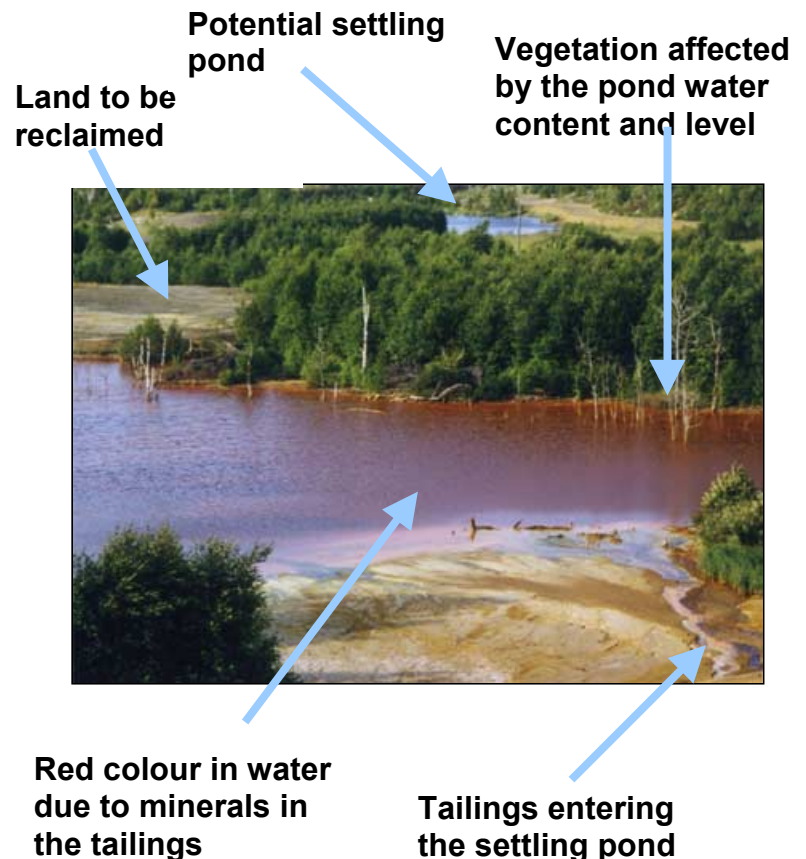 Potential settling
pond
Vegetation affected
by the pond water
content and level
Land to be
reclaimed
Red colour in water
due to minerals in
the tailings
Tailings entering
the settling pond